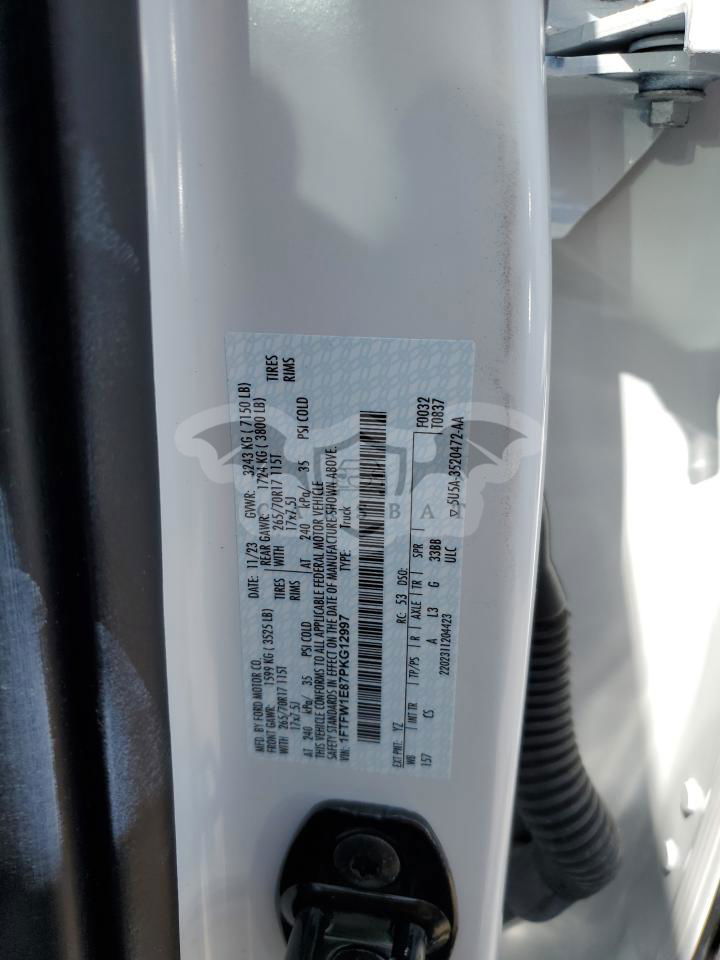 MFD. BY FORD MOTOR CO. DATE: 11/23 GVWR: 3243 KG ( 7150 LB)
FRONT GAWR: 1599 KG ( 3525 LB) REAR GAWR: 1724 KG ( 3800 LB)
WITH 265/70R17 115T TIRES WITH 265/70R17 115T TIRES
17x7.5J RIMS 17x7.5J RIMS
AT 240 kPa/ 35 PSI COLD AT 240 kPa/ 35 PSI COLD
THIS VEHICLE CONFORMS TO ALL APPLICABLE FEDERAL MOTOR VEHICLE
SAFETY STANDARDS IN EFFECT ON THE DATE OF MANUFACTURE SHOWN ABOVE.
VIN: 1FTFW1E87PKG12997 TYPE: Truck
F0032
T0837
EXT PNT: YZ RC: 53 DSO:
WB INT TR TP/PS R AXLE TR SPR
157 CS A L3 G 33BB
2202311204423 ULC
5U5A-3520472-AA